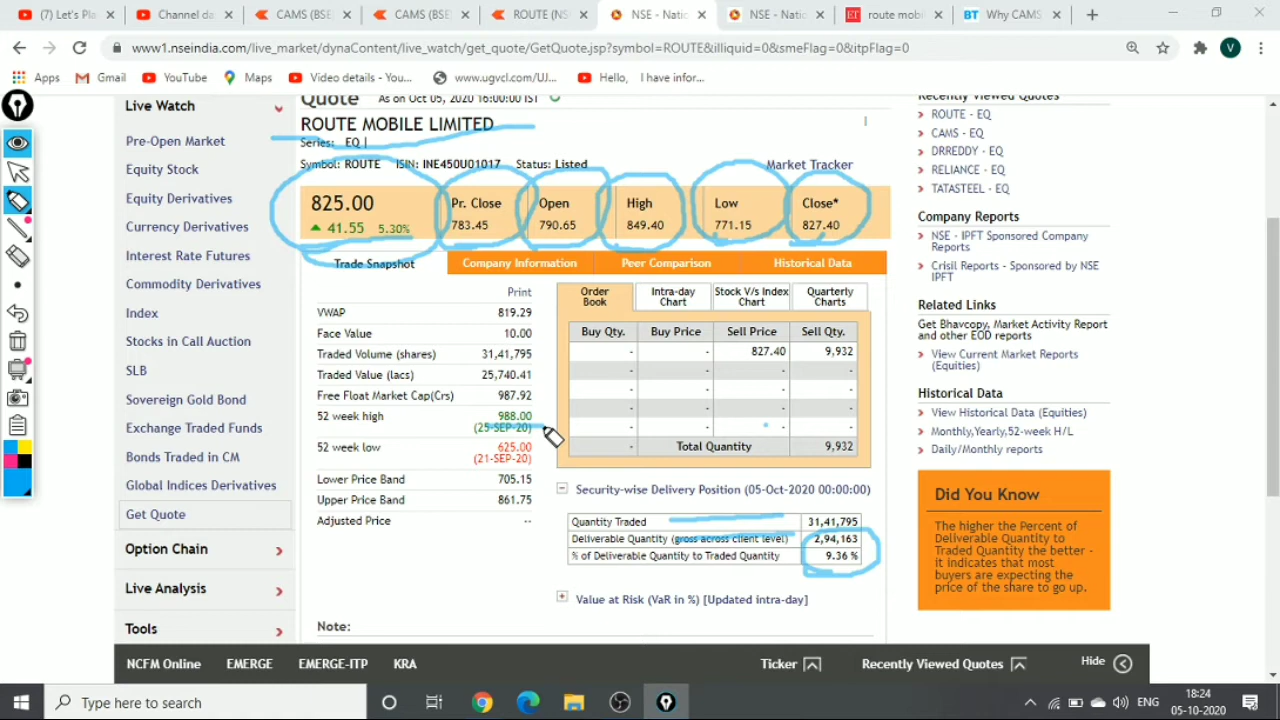 (7) Let's Pla
Channel da
CAMS (BSE
CAMS (BSE
ROUTE (NS
NSE - Natio
NSE - Natio
route mobi
Why CAMS
www1.nseindia.com/live_market/dynaContent/live_watch/get_quote/GetQuote.jsp?symbol=ROUTE&illiquid=0&smeFlag=0&itpFlag=0
V
Apps
Gmail
YouTube
Maps
Video details - You...
www.ugvcl.com/UJ...
Hello, I have infor...
Live Watch
Pre-Open Market
Equity Stock
Equity Derivatives
Currency Derivatives
Interest Rate Futures
Commodity Derivatives
Index
Stocks in Call Auction
SLB
Sovereign Gold Bond
Exchange Traded Funds
Bonds Traded in CM
Global Indices Derivatives
Get Quote
Option Chain
Live Analysis
Tools
Quote As on Oct 05, 2020 16:00:00 IST
ROUTE MOBILE LIMITED
Series: EQ |
Symbol: ROUTE ISIN: INE450U01017 Status: Listed
Market Tracker
825.00
41.55 5.30%
Pr. Close
783.45
Open
790.65
High
849.40
Low
771.15
Close*
827.40
Trade Snapshot
Company Information
Peer Comparison
Historical Data
Print
VWAP 819.29
Face Value 10.00
Traded Volume (shares) 31,41,795
Traded Value (lacs) 25,740.41
Free Float Market Cap(Crs) 987.92
52 week high 988.00
(25-SEP-20)
52 week low 625.00
(21-SEP-20)
Lower Price Band 705.15
Upper Price Band 861.75
Adjusted Price --
Order
Book
Intra-day
Chart
Stock V/s Index
Chart
Quarterly
Charts
Buy Qty. Buy Price Sell Price Sell Qty.
- - 827.40 9,932
- - - -
- - - -
- - - -
- - - -
- Total Quantity 9,932
Security-wise Delivery Position (05-Oct-2020 00:00:00)
Quantity Traded 31,41,795
Deliverable Quantity (gross across client level) 2,94,163
% of Deliverable Quantity to Traded Quantity 9.36 %
Value at Risk (VaR in %) [Updated intra-day]
Note:
Recently Viewed Quotes
ROUTE - EQ
CAMS - EQ
DRREDDY - EQ
RELIANCE - EQ
TATASTEEL - EQ
Company Reports
NSE - IPFT Sponsored Company
Reports
Crisil Reports - Sponsored by NSE
IPFT
Related Links
Get Bhavcopy, Market Activity Report
and other EOD reports
View Current Market Reports
(Equities)
Historical Data
View Historical Data (Equities)
Monthly,Yearly,52-week H/L
Daily/Monthly reports
Did You Know
The higher the Percent of
Deliverable Quantity to
Traded Quantity the better -
it indicates that most
buyers are expecting the
price of the share to go up.
NCFM Online
EMERGE
EMERGE-ITP
KRA
Ticker
Recently Viewed Quotes
Hide
Type here to search
ENG
18:24
05-10-2020